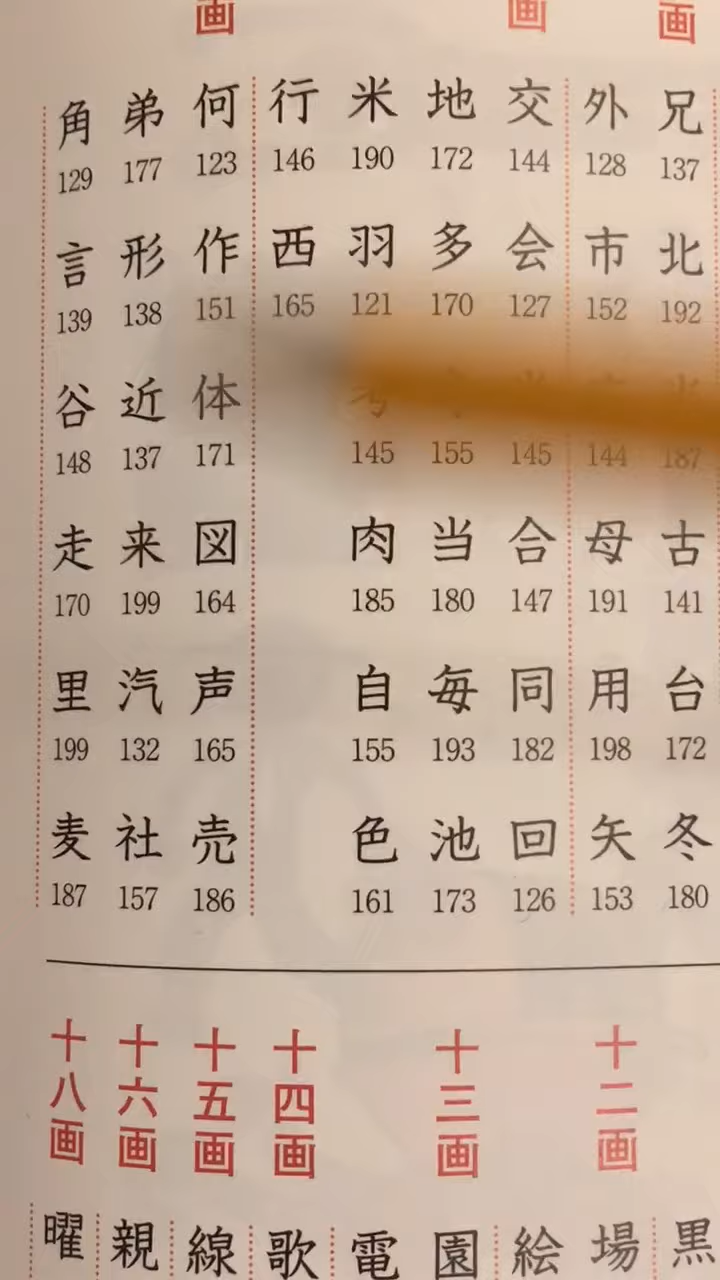 画
兄 137 北 192 187 古 141 台 172 冬 180
外 128 市 152 144 母 191 用 198 矢 153
画
交 144 会 127 145 合 147 同 182 回 126
地 172 多 170 155 当 180 毎 193 池 173
米 190 羽 121 考 145 肉 185 自 155 色 161
行 146 西 165
画
何 123 作 151 体 171 図 164 声 165 売 186
弟 177 形 138 近 137 来 199 汽 132 社 157
角 129 言 139 谷 148 走 170 里 199 麦 187
黒
十二画
場
絵
十三画
園
電
十四画
歌
十五画
線
十六画
親
十八画
曜